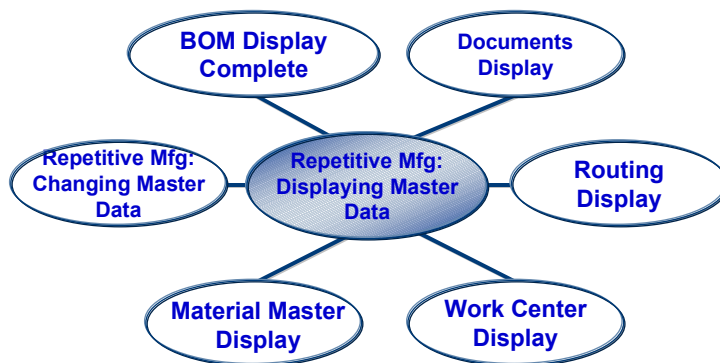 BOM Display
Complete
Documents
Display
Repetitive Mfg:
Changing Master
Data
Repetitive Mfg:
Displaying Master
Data
Routing
Display
Material Master
Display
Work Center
Display